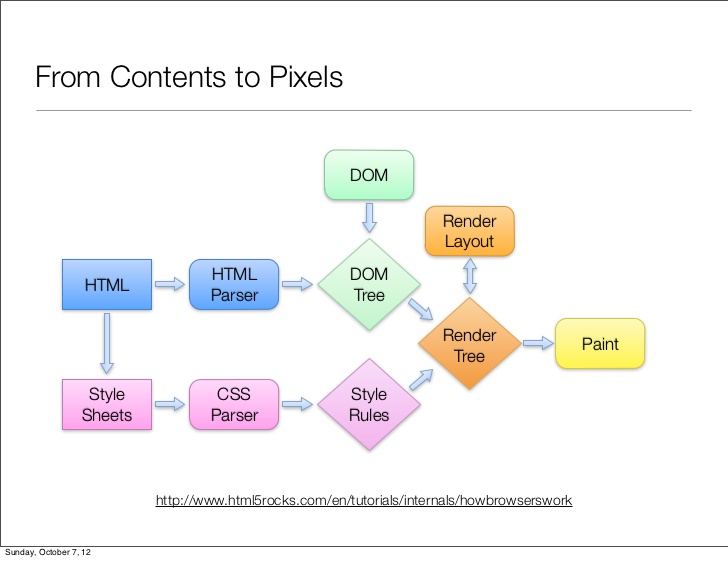 From Contents to Pixels
DOM
Render
Layout
HTML
HTML
Parser
DOM
Tree
Render
Tree
Paint
Style
Sheets
CSS
Parser
Style
Rules
http://www.html5rocks.com/en/tutorials/internals/howbrowserswork
Sunday, October 7, 12